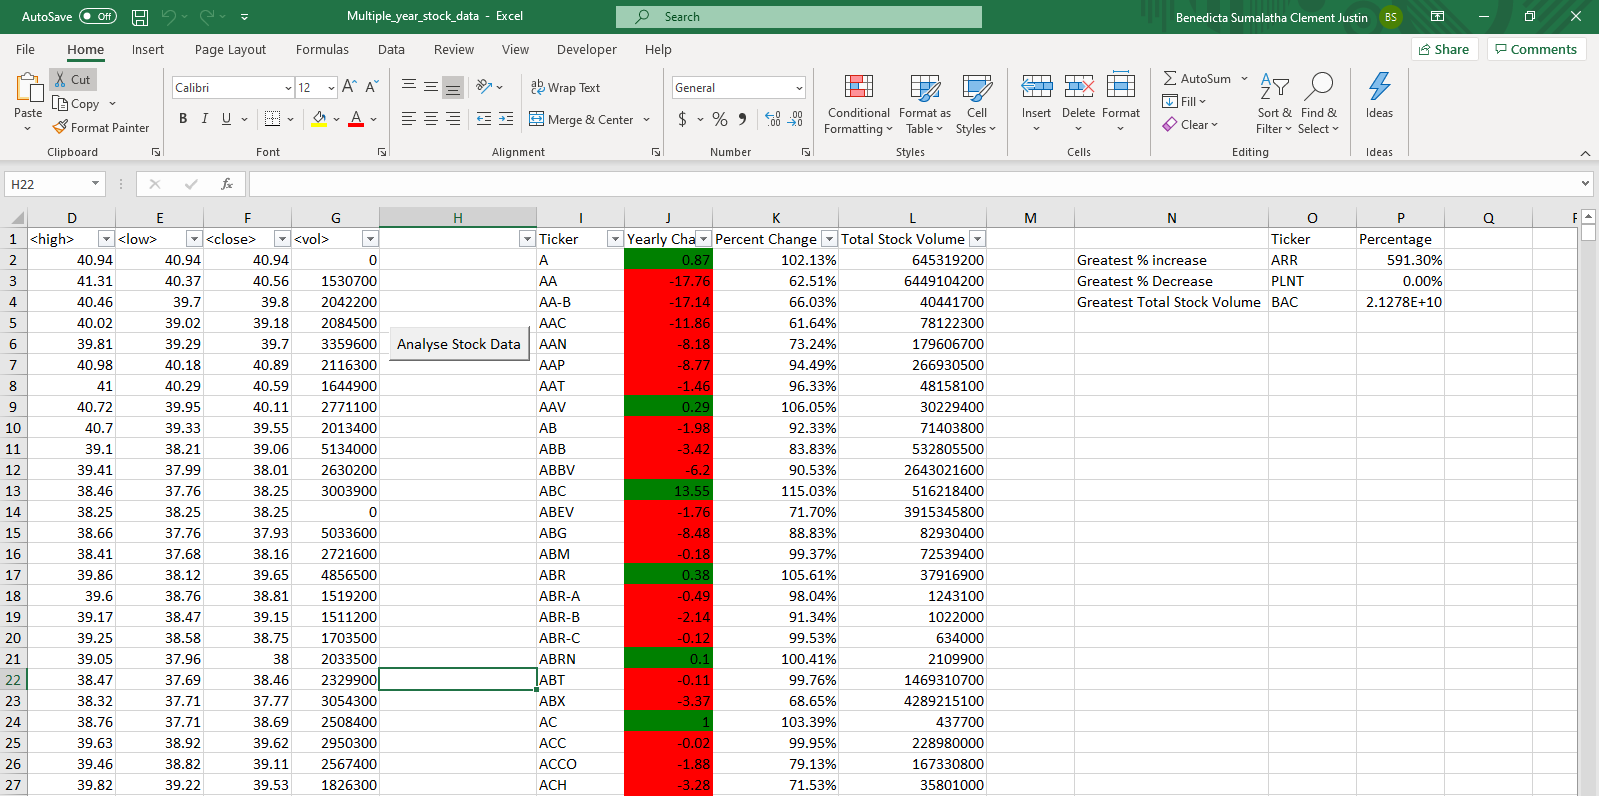 AutoSave Off Multiple_year_stock_data - Excel Search Benedicta Sumalatha Clement Justin BS
File Home Insert Page Layout Formulas Data Review View Developer Help Share Comments
Cut Calibri 12 Wrap Text General AutoSum
Paste Copy Conditional Formatting Format as Table Cell Styles Insert Delete Format Fill Sort & Filter Find & Select Ideas
Format Painter B I U A Merge & Center $ % Clear
Clipboard Font Alignment Number Styles Cells Editing Ideas
H22 fx
D E F G H I J K L M N O P Q
1 <high> <low> <close> <vol> Ticker Yearly Cha Percent Change Total Stock Volume Ticker Percentage
2 40.94 40.94 40.94 0 A 0.87 102.13% 645319200 Greatest % increase ARR 591.30%
3 41.31 40.37 40.56 1530700 AA -17.76 62.51% 6449104200 Greatest % Decrease PLNT 0.00%
4 40.46 39.7 39.8 2042200 AA-B -17.14 66.03% 40441700 Greatest Total Stock Volume BAC 2.1278E+10
5 40.02 39.02 39.18 2084500 AAC -11.86 61.64% 78122300
6 39.81 39.29 39.7 3359600 Analyse Stock Data AAN -8.18 73.24% 179606700
7 40.98 40.18 40.89 2116300 AAP -8.77 94.49% 266930500
8 41 40.29 40.59 1644900 AAT -1.46 96.33% 48158100
9 40.72 39.95 40.11 2771100 AAV 0.29 106.05% 30229400
10 40.7 39.33 39.55 2013400 AB -1.98 92.33% 71403800
11 39.1 38.21 39.06 5134000 ABB -3.42 83.83% 532805500
12 39.41 37.99 38.01 2630200 ABBV -6.2 90.53% 2643021600
13 38.46 37.76 38.25 3003900 ABC 13.55 115.03% 516218400
14 38.25 38.25 38.25 0 ABEV -1.76 71.70% 3915345800
15 38.66 37.76 37.93 5033600 ABG -8.48 88.83% 82930400
16 38.41 37.68 38.16 2721600 ABM -0.18 99.37% 72539400
17 39.86 38.12 39.65 4856500 ABR 0.38 105.61% 37916900
18 39.6 38.76 38.81 1519200 ABR-A -0.49 98.04% 1243100
19 39.17 38.47 39.15 1511200 ABR-B -2.14 91.34% 1022000
20 39.25 38.58 38.75 1703500 ABR-C -0.12 99.53% 634000
21 39.05 37.96 38 2033500 ABRN 0.1 100.41% 2109900
22 38.47 37.69 38.46 2329900 ABT -0.11 99.76% 1469310700
23 38.32 37.71 37.77 3054300 ABX -3.37 68.65% 4289215100
24 38.76 37.71 38.69 2508400 AC 1 103.39% 437700
25 39.63 38.92 39.62 2950300 ACC -0.02 99.95% 228980000
26 39.46 38.82 39.11 2567400 ACCO -1.88 79.13% 167330800
27 39.82 39.22 39.53 1826300 ACH -3.28 71.53% 35801000